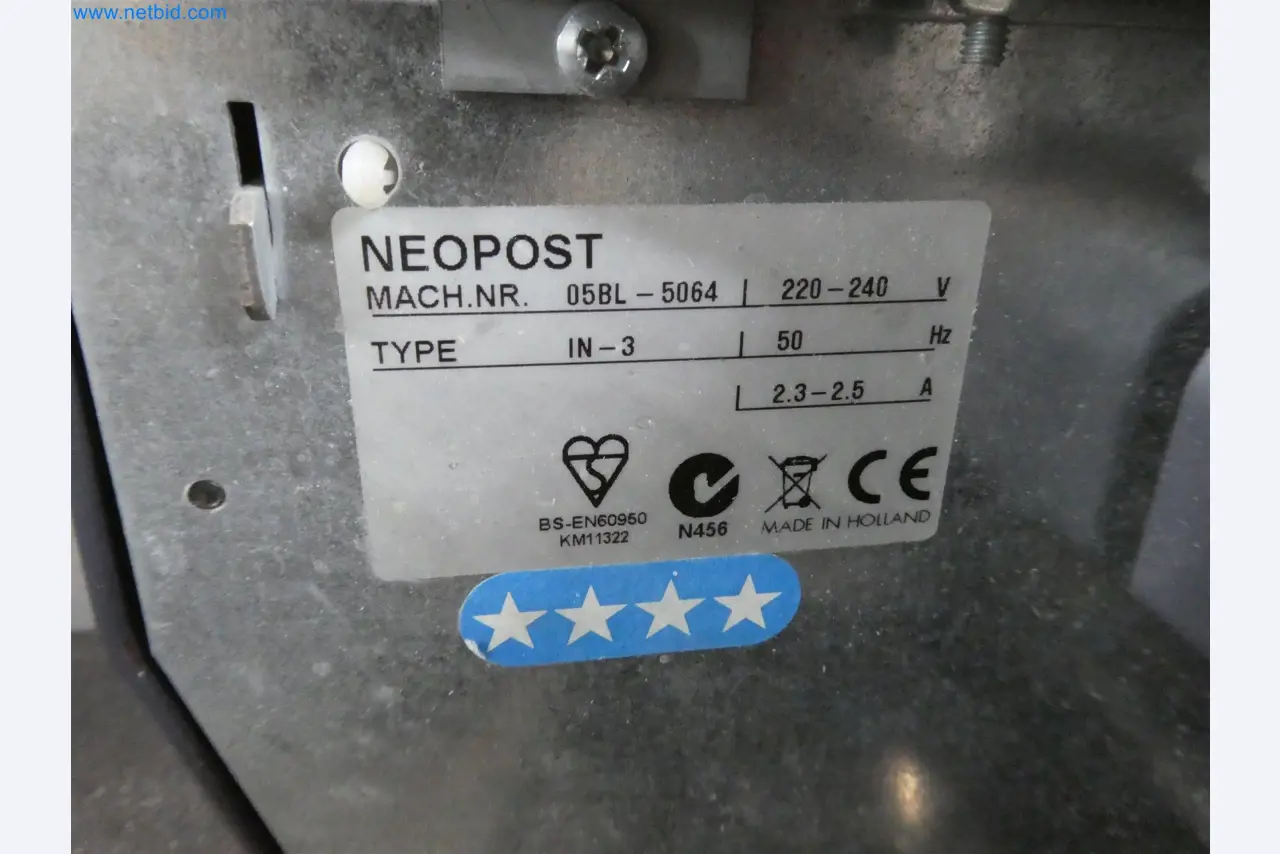 www.netbid.com
NEOPOST
MACH.NR. 05BL-5064 220-240 V
TYPE IN-3 50 Hz
2.3-2.5 A
BS-EN60950
KM11322
N456
CE
MADE IN HOLLAND